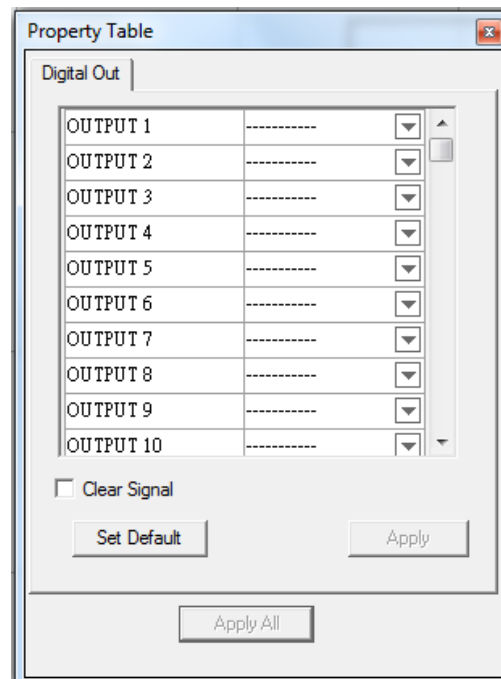 Property Table
Digital Out
OUTPUT 1 -----------
OUTPUT 2 -----------
OUTPUT 3 -----------
OUTPUT 4 -----------
OUTPUT 5 -----------
OUTPUT 6 -----------
OUTPUT 7 -----------
OUTPUT 8 -----------
OUTPUT 9 -----------
OUTPUT 10 -----------
Clear Signal
Set Default Apply
Apply All